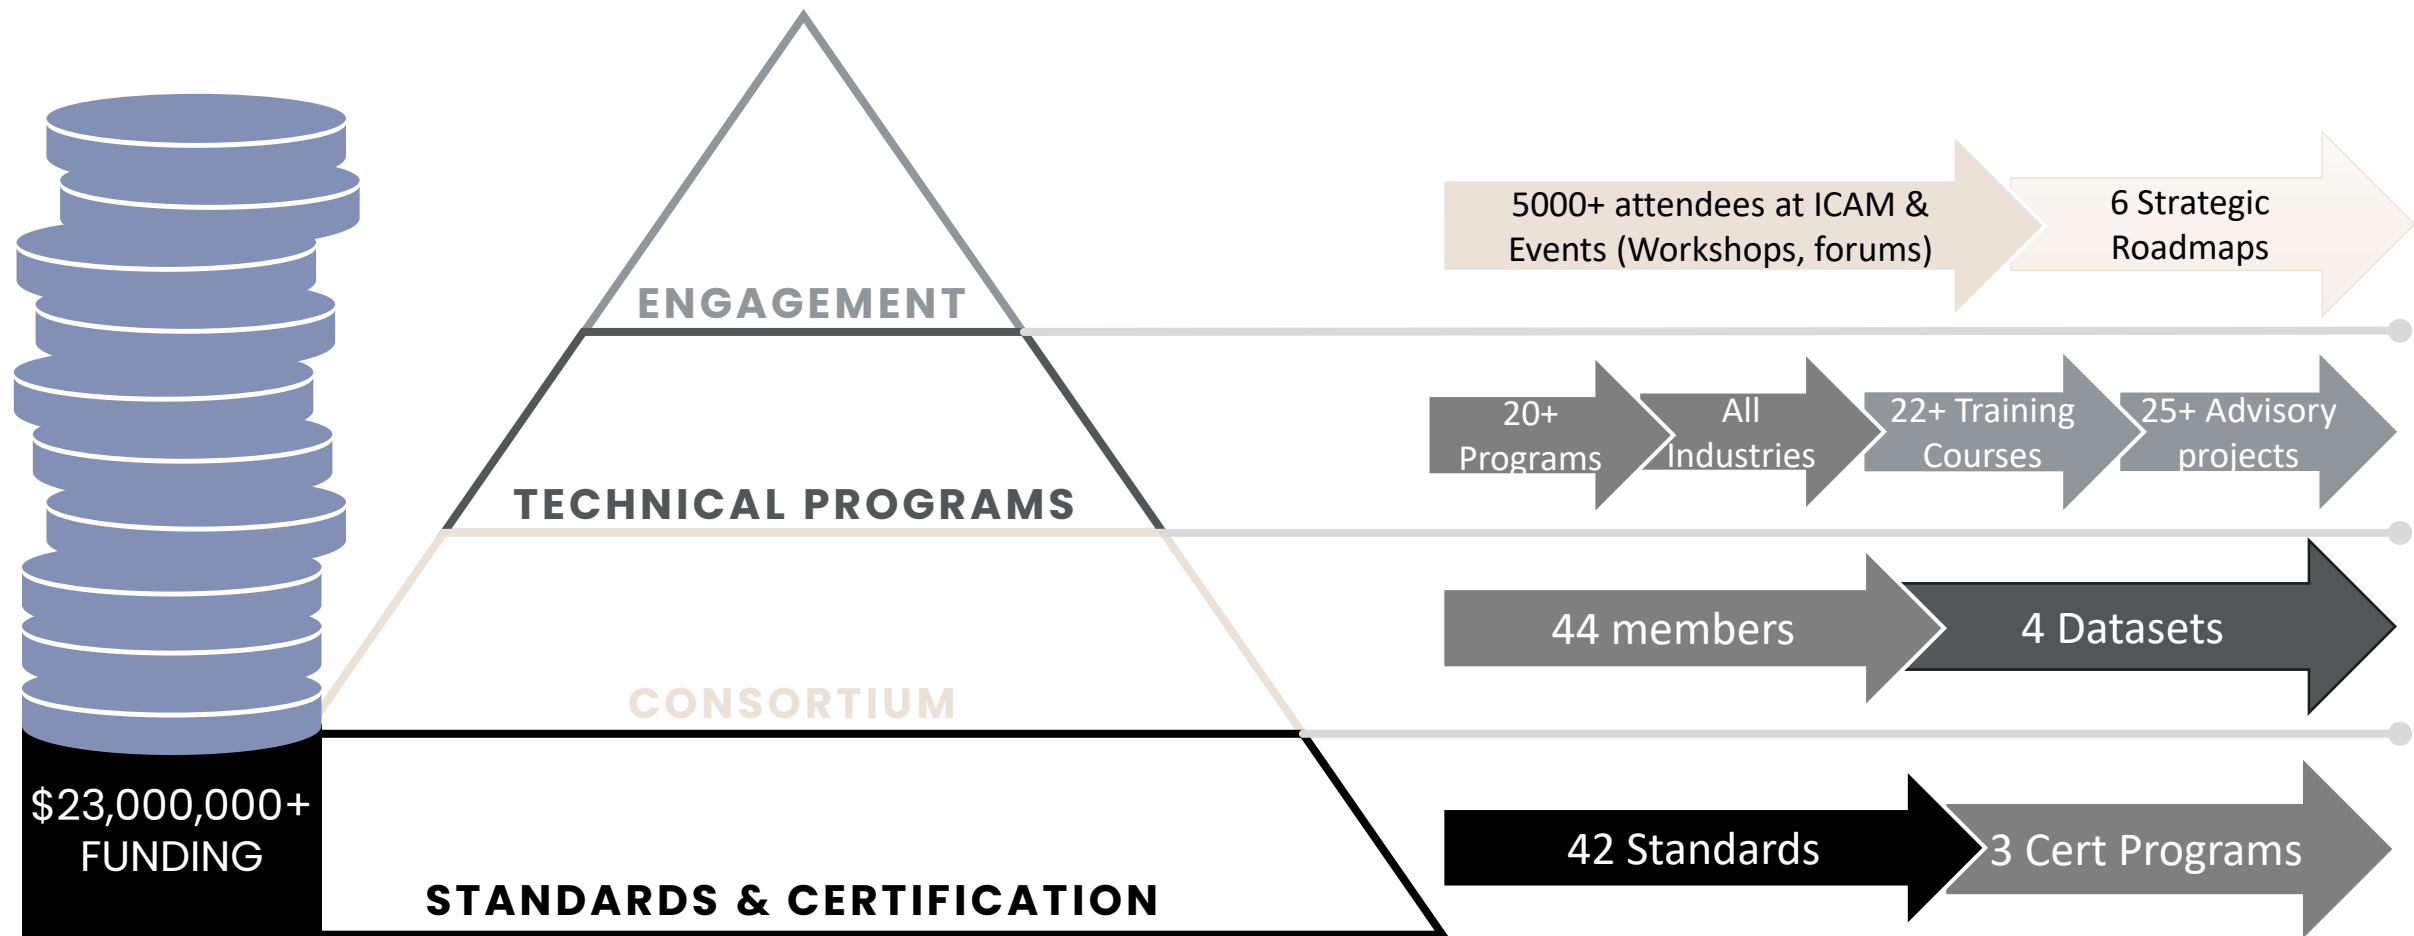 5000+ attendees at ICAM &
Events (Workshops, forums)
6 Strategic
Roadmaps
ENGAGEMENT
20+
Programs
All
Industries
22+ Training
Courses
25+ Advisory
projects
TECHNICAL PROGRAMS
44 members
4 Datasets
CONSORTIUM
$23,000,000+
FUNDING
42 Standards
3 Cert Programs
STANDARDS & CERTIFICATION